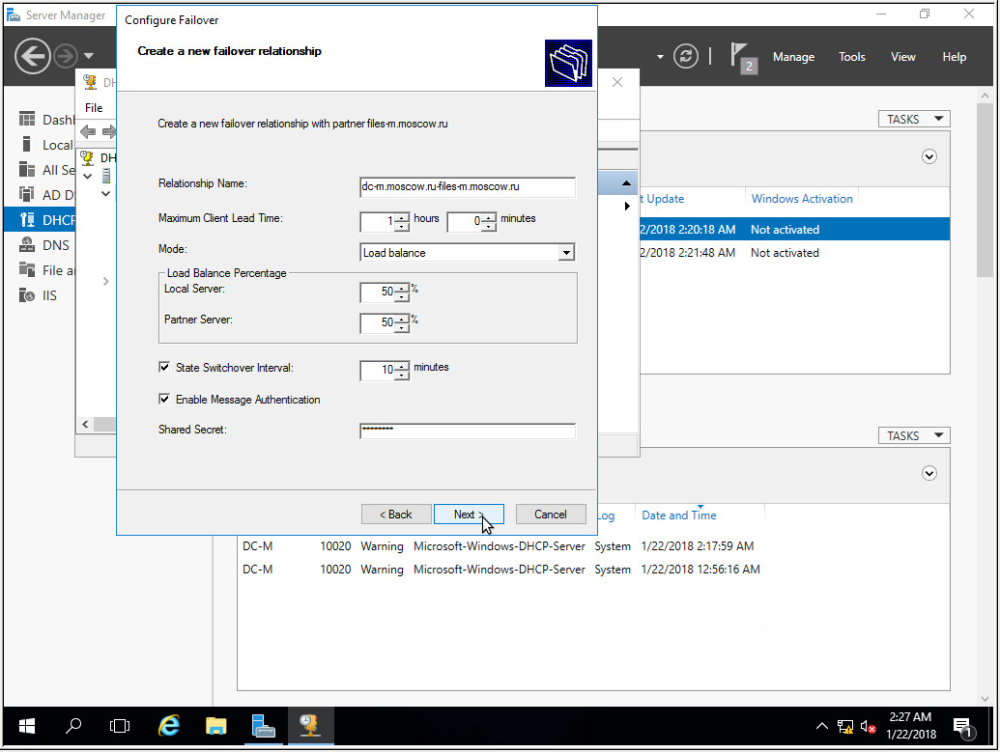 Server Manager
Configure Failover
Create a new failover relationship
2
Manage
Tools
View
Help
DH
File
Create a new failover relationship with partner files-m.moscow.ru
Relationship Name:
dc-m.moscow.ru-files-m.moscow.ru
Maximum Client Lead Time:
1 hours 0 minutes
Mode:
Load balance
Load Balance Percentage
Local Server:
50 %
Partner Server:
50 %
State Switchover Interval:
10 minutes
Enable Message Authentication
Shared Secret:
********
< Back
Next >
Cancel
Dashb
Local
All Se
AD D
DHCP
DNS
File a
IIS
DH
TASKS
t Update Windows Activation
2/2018 2:20:18 AM Not activated
2/2018 2:21:48 AM Not activated
TASKS
Log Date and Time
DC-M 10020 Warning Microsoft-Windows-DHCP-Server System 1/22/2018 2:17:59 AM
DC-M 10020 Warning Microsoft-Windows-DHCP-Server System 1/22/2018 12:56:16 AM
2:27 AM
1/22/2018
1